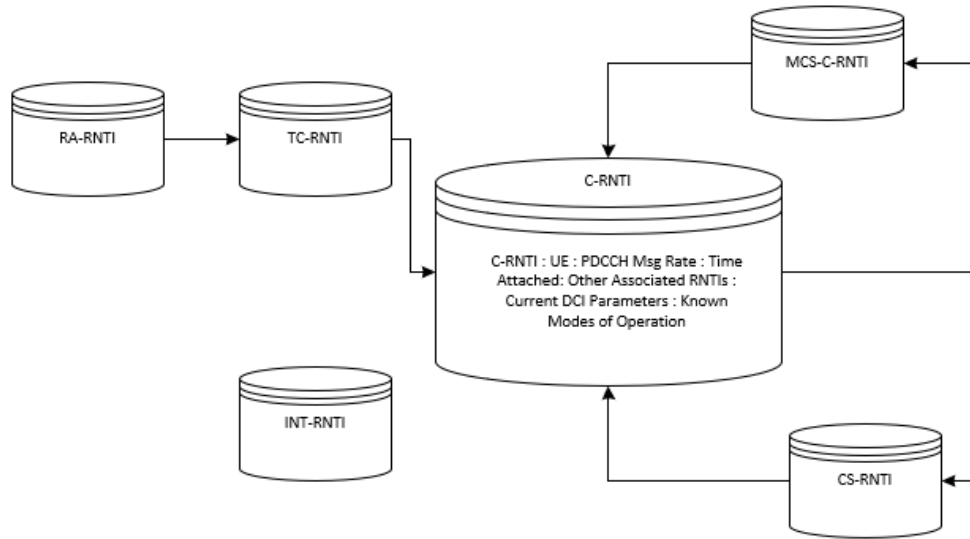 MCS-C-RNTI
RA-RNTI
TC-RNTI
C-RNTI
C-RNTI : UE : PDCCH Msg Rate : Time
Attached: Other Associated RNTIs :
Current DCI Parameters : Known
Modes of Operation
INT-RNTI
CS-RNTI